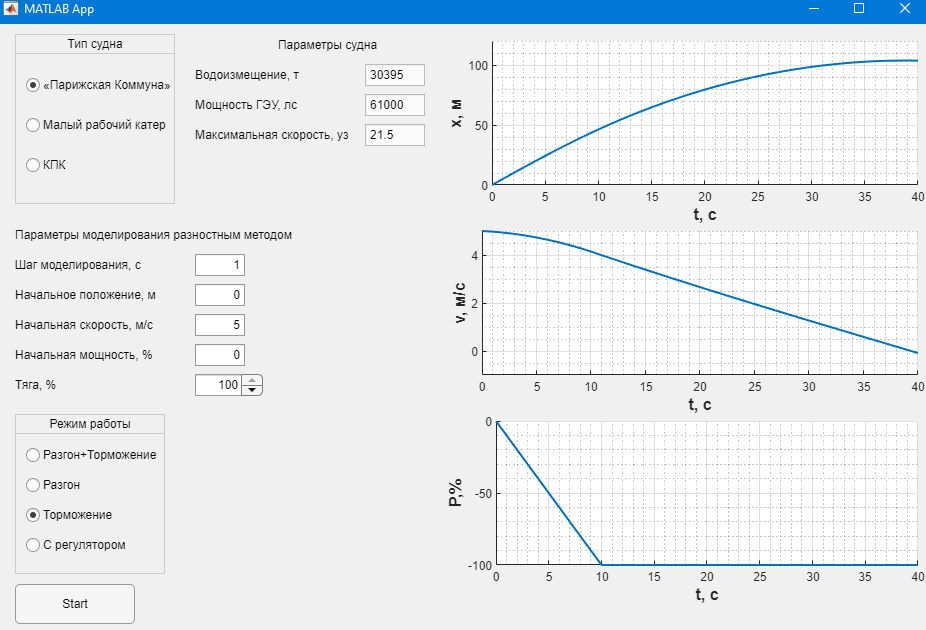 MATLAB App
Тип судна
«Парижская Коммуна»
Малый рабочий катер
КПК
Параметры судна
Водоизмещение, т 30395
Мощность ГЭУ, лс 61000
Максимальная скорость, уз 21.5
Параметры моделирования разностным методом
Шаг моделирования, с 1
Начальное положение, м 0
Начальная скорость, м/с 5
Начальная мощность, % 0
Тяга, % 100
Режим работы
Разгон+Торможение
Разгон
Торможение
С регулятором
Start
x, м
100
50
0
0 5 10 15 20 25 30 35 40
t, с
v, м/с
4
2
0
0 5 10 15 20 25 30 35 40
t, с
P,%
0
-50
-100
0 5 10 15 20 25 30 35 40
t, с